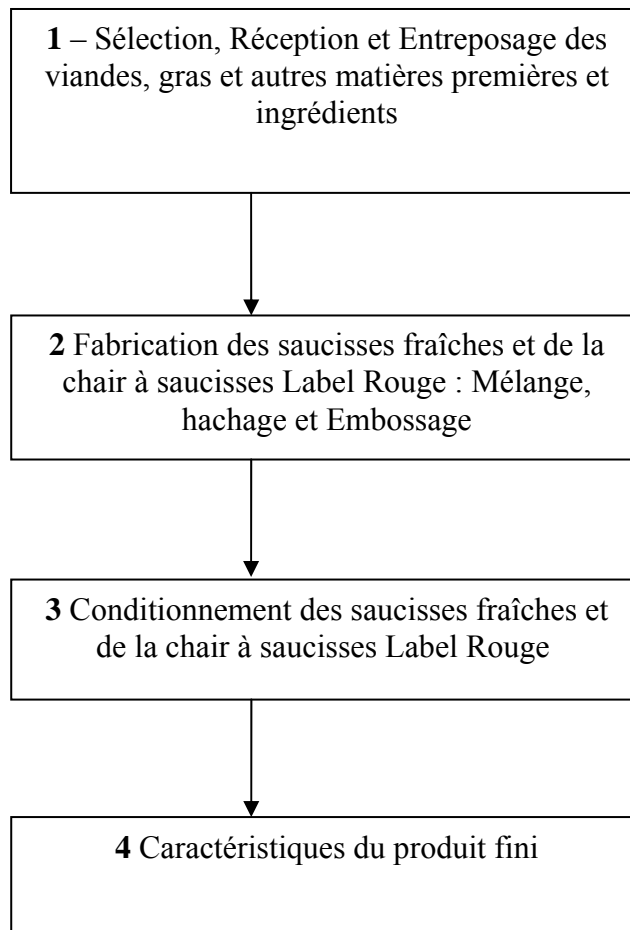 1 – Sélection, Réception et Entreposage des
viandes, gras et autres matières premières et
ingrédients
2 Fabrication des saucisses fraîches et de la
chair à saucisses Label Rouge : Mélange,
hachage et Embossage
3 Conditionnement des saucisses fraîches et
de la chair à saucisses Label Rouge
4 Caractéristiques du produit fini